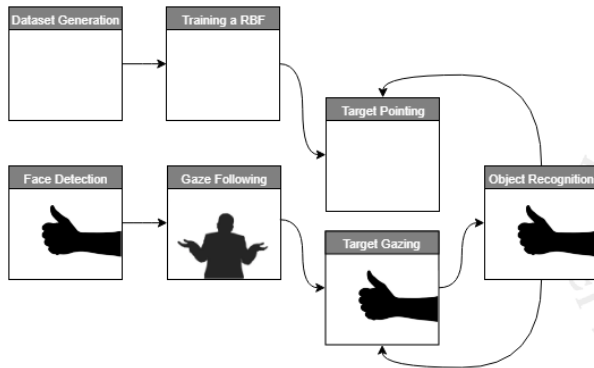 Dataset Generation
Training a RBF
Target Pointing
Face Detection
Gaze Following
Object Recognition
Target Gazing